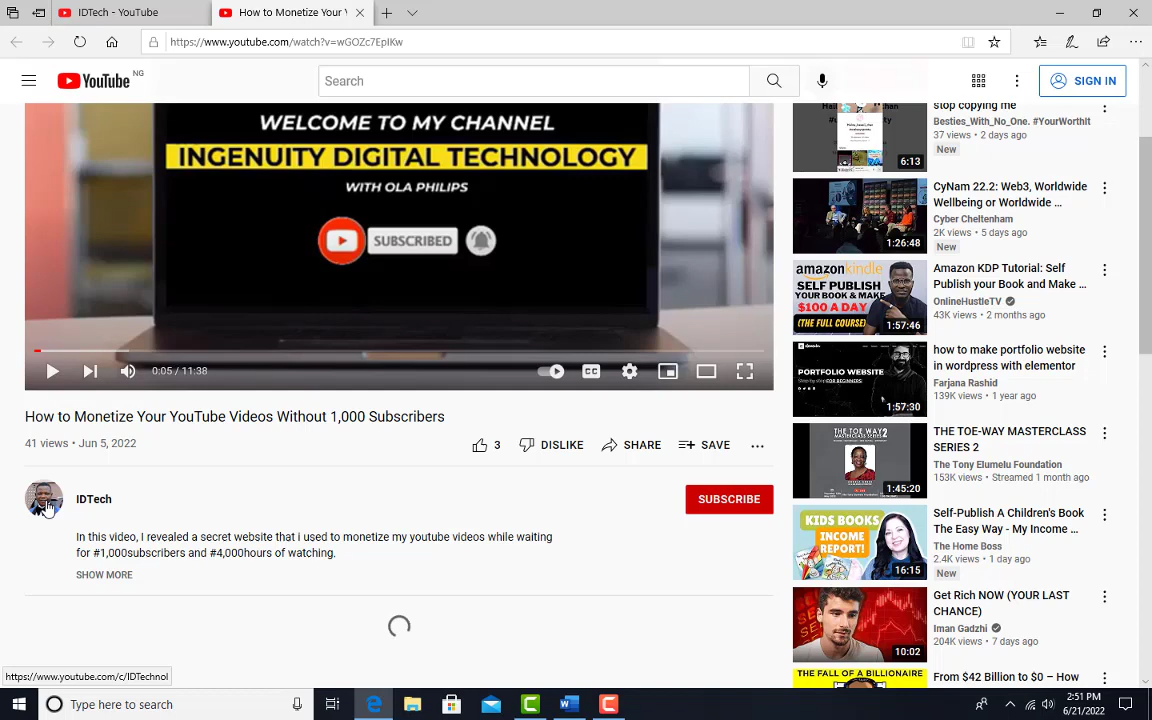 IDTech - YouTube
How to Monetize Your Y
https://www.youtube.com/watch?v=wGOZc7EpIKw
YouTube NG
Search
SIGN IN
WELCOME TO MY CHANNEL
INGENUITY DIGITAL TECHNOLOGY
WITH OLA PHILIPS
SUBSCRIBED
0:05 / 11:38
CC
How to Monetize Your YouTube Videos Without 1,000 Subscribers
41 views • Jun 5, 2022
3
DISLIKE
SHARE
SAVE
IDTech
SUBSCRIBE
In this video, I revealed a secret website that i used to monetize my youtube videos while waiting
for #1,000subscribers and #4,000hours of watching.
SHOW MORE
stop copying me
Besties_With_No_One. #YourWorthIt
37 views • 2 days ago
New
6:13
CyNam 22.2: Web3, Worldwide
Wellbeing or Worldwide ...
Cyber Cheltenham
2K views • 5 days ago
New
1:26:48
amazonkindle
SELF PUBLISH
YOUR BOOK & MAKE
$100 A DAY
(THE FULL COURSE)
1:57:46
Amazon KDP Tutorial: Self
Publish your Book and Make ...
OnlineHustleTV
43K views • 2 months ago
PORTFOLIO WEBSITE
1:57:30
how to make portfolio website
in wordpress with elementor
Farjana Rashid
139K views • 1 year ago
THE TOE WAY 2
MASTERCLASS SERIES
1:45:20
THE TOE-WAY MASTERCLASS
SERIES 2
The Tony Elumelu Foundation
153K views • Streamed 1 month ago
KIDS BOOKS
INCOME
REPORT!
16:15
Self-Publish A Children's Book
The Easy Way - My Income ...
The Home Boss
2.4K views • 1 day ago
New
10:02
Get Rich NOW (YOUR LAST
CHANCE)
Iman Gadzhi
204K views • 7 days ago
THE FALL OF A BILLIONAIRE
From $42 Billion to $0 – How
https://www.youtube.com/c/IDTechnol
Type here to search
2:51 PM
6/21/2022